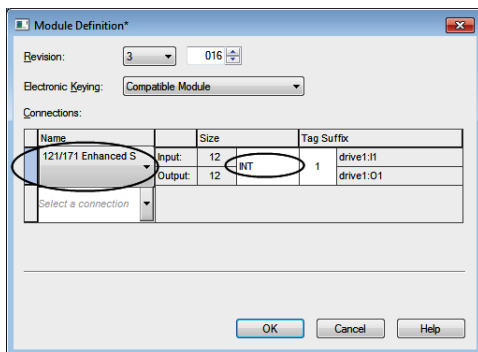 Module Definition*
Revision: 3 016
Electronic Keying: Compatible Module
Connections:
Name Size Tag Suffix
121/171 Enhanced S Input: 12 INT 1 drive1:I1
Output: 12 drive1:O1
Select a connection
OK Cancel Help